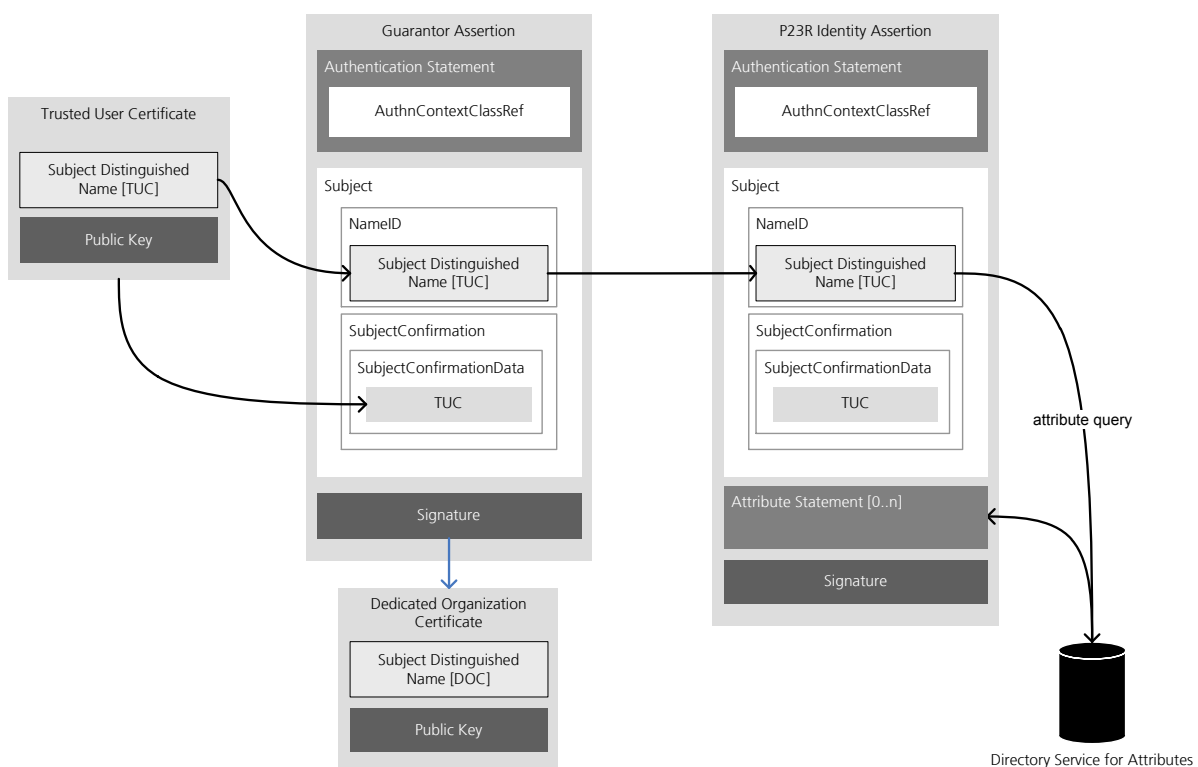 Trusted User Certificate
Subject Distinguished
Name [TUC]
Public Key
Guarantor Assertion
Authentication Statement
AuthnContextClassRef
Subject
NameID
Subject Distinguished
Name [TUC]
SubjectConfirmation
SubjectConfirmationData
TUC
Signature
Dedicated Organization
Certificate
Subject Distinguished
Name [DOC]
Public Key
P23R Identity Assertion
Authentication Statement
AuthnContextClassRef
Subject
NameID
Subject Distinguished
Name [TUC]
SubjectConfirmation
SubjectConfirmationData
TUC
Attribute Statement [0..n]
Signature
attribute query
Directory Service for Attributes